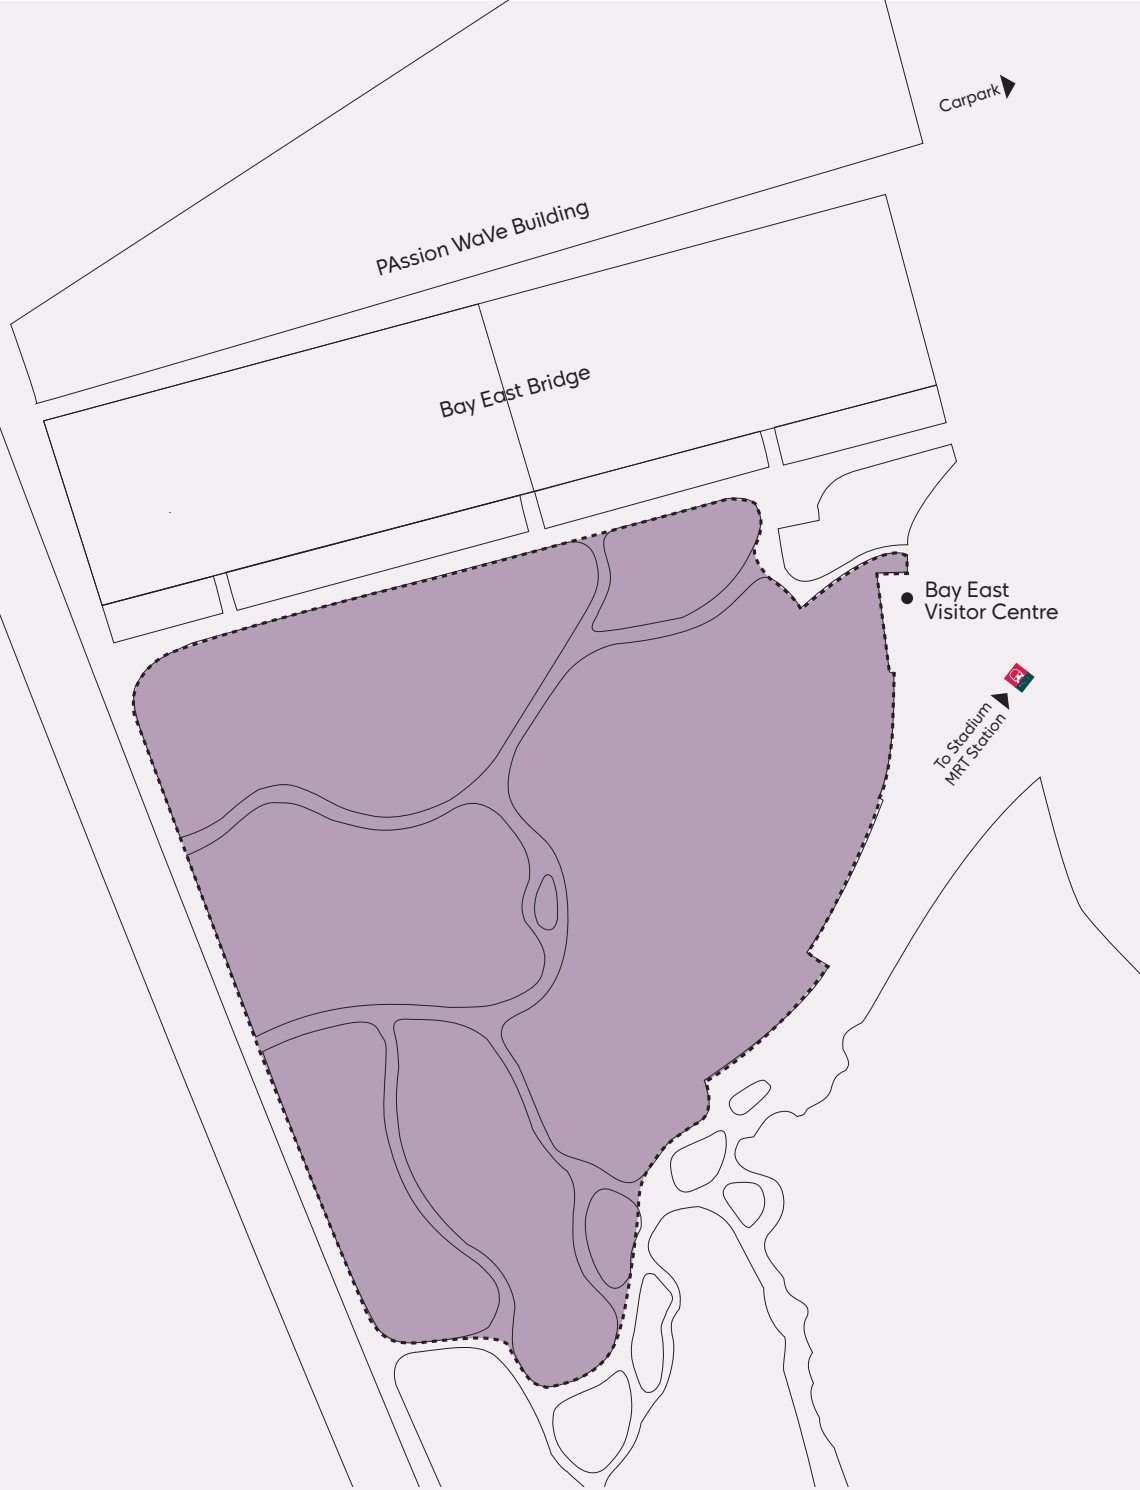 Carpark
PAssion WaVe Building
Bay East Bridge
Bay East
Visitor Centre
To Stadium
MRT Station